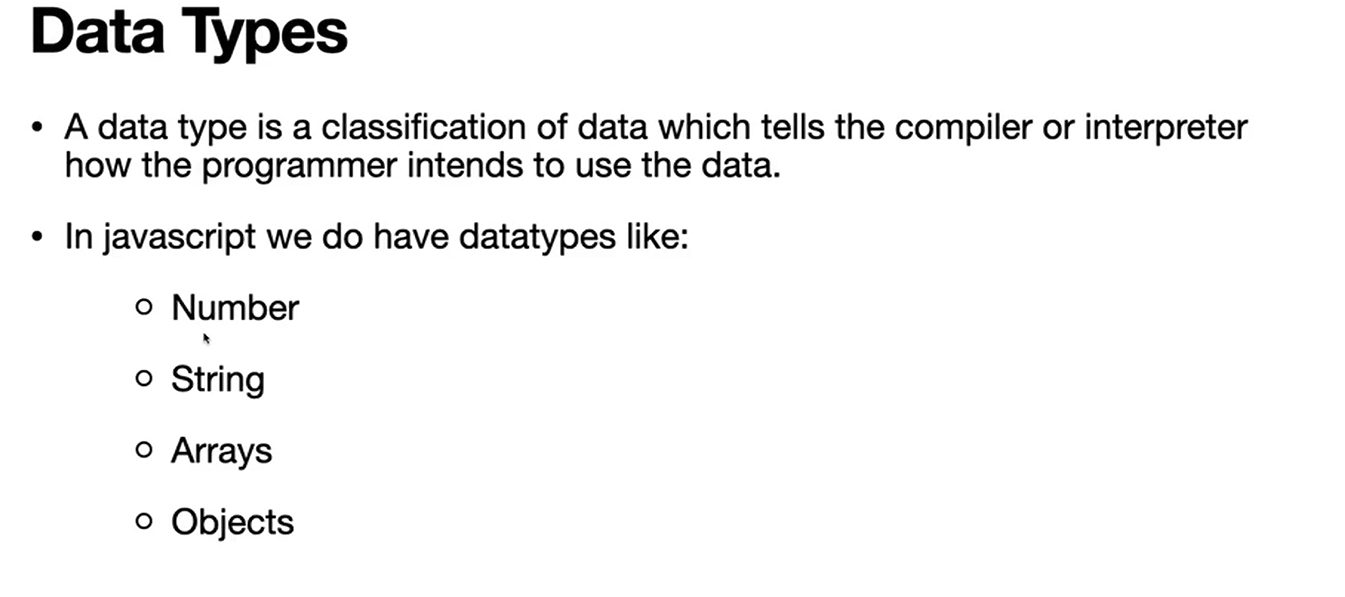 Data Types
• A data type is a classification of data which tells the compiler or interpreter
how the programmer intends to use the data.
• In javascript we do have datatypes like:
○ Number
○ String
○ Arrays
○ Objects